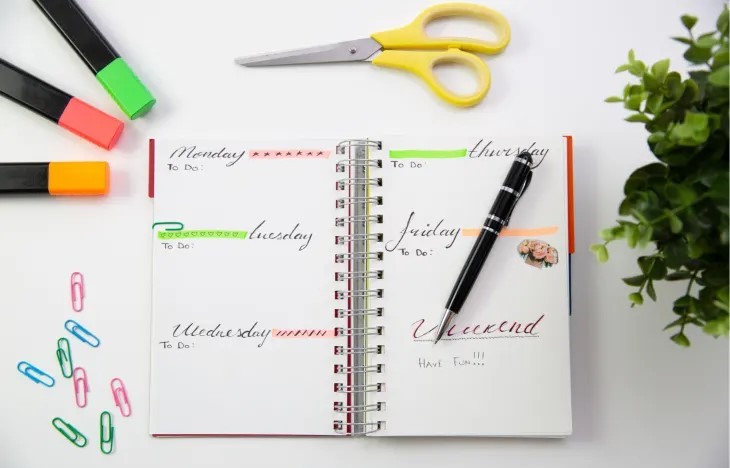 Monday
To Do:
tuesday
To Do:
Wednesday
To Do:
thursday
To Do:
friday
To Do:
Weekend
Have Fun!!!